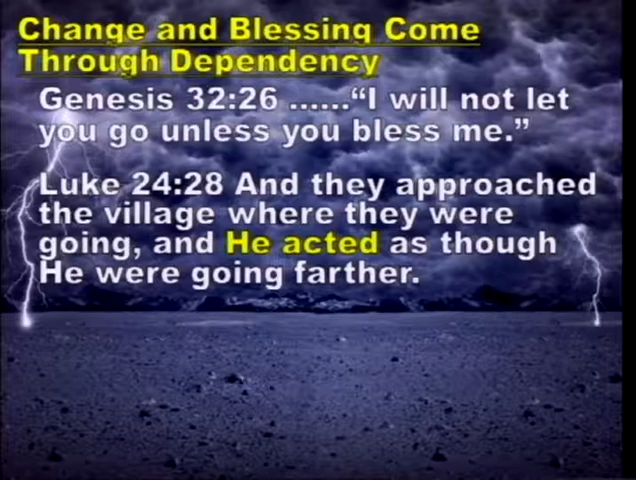 Change and Blessing Come
Through Dependency
Genesis 32:26 ......“I will not let
you go unless you bless me.”
Luke 24:28 And they approached
the village where they were
going, and He acted as though
He were going farther.